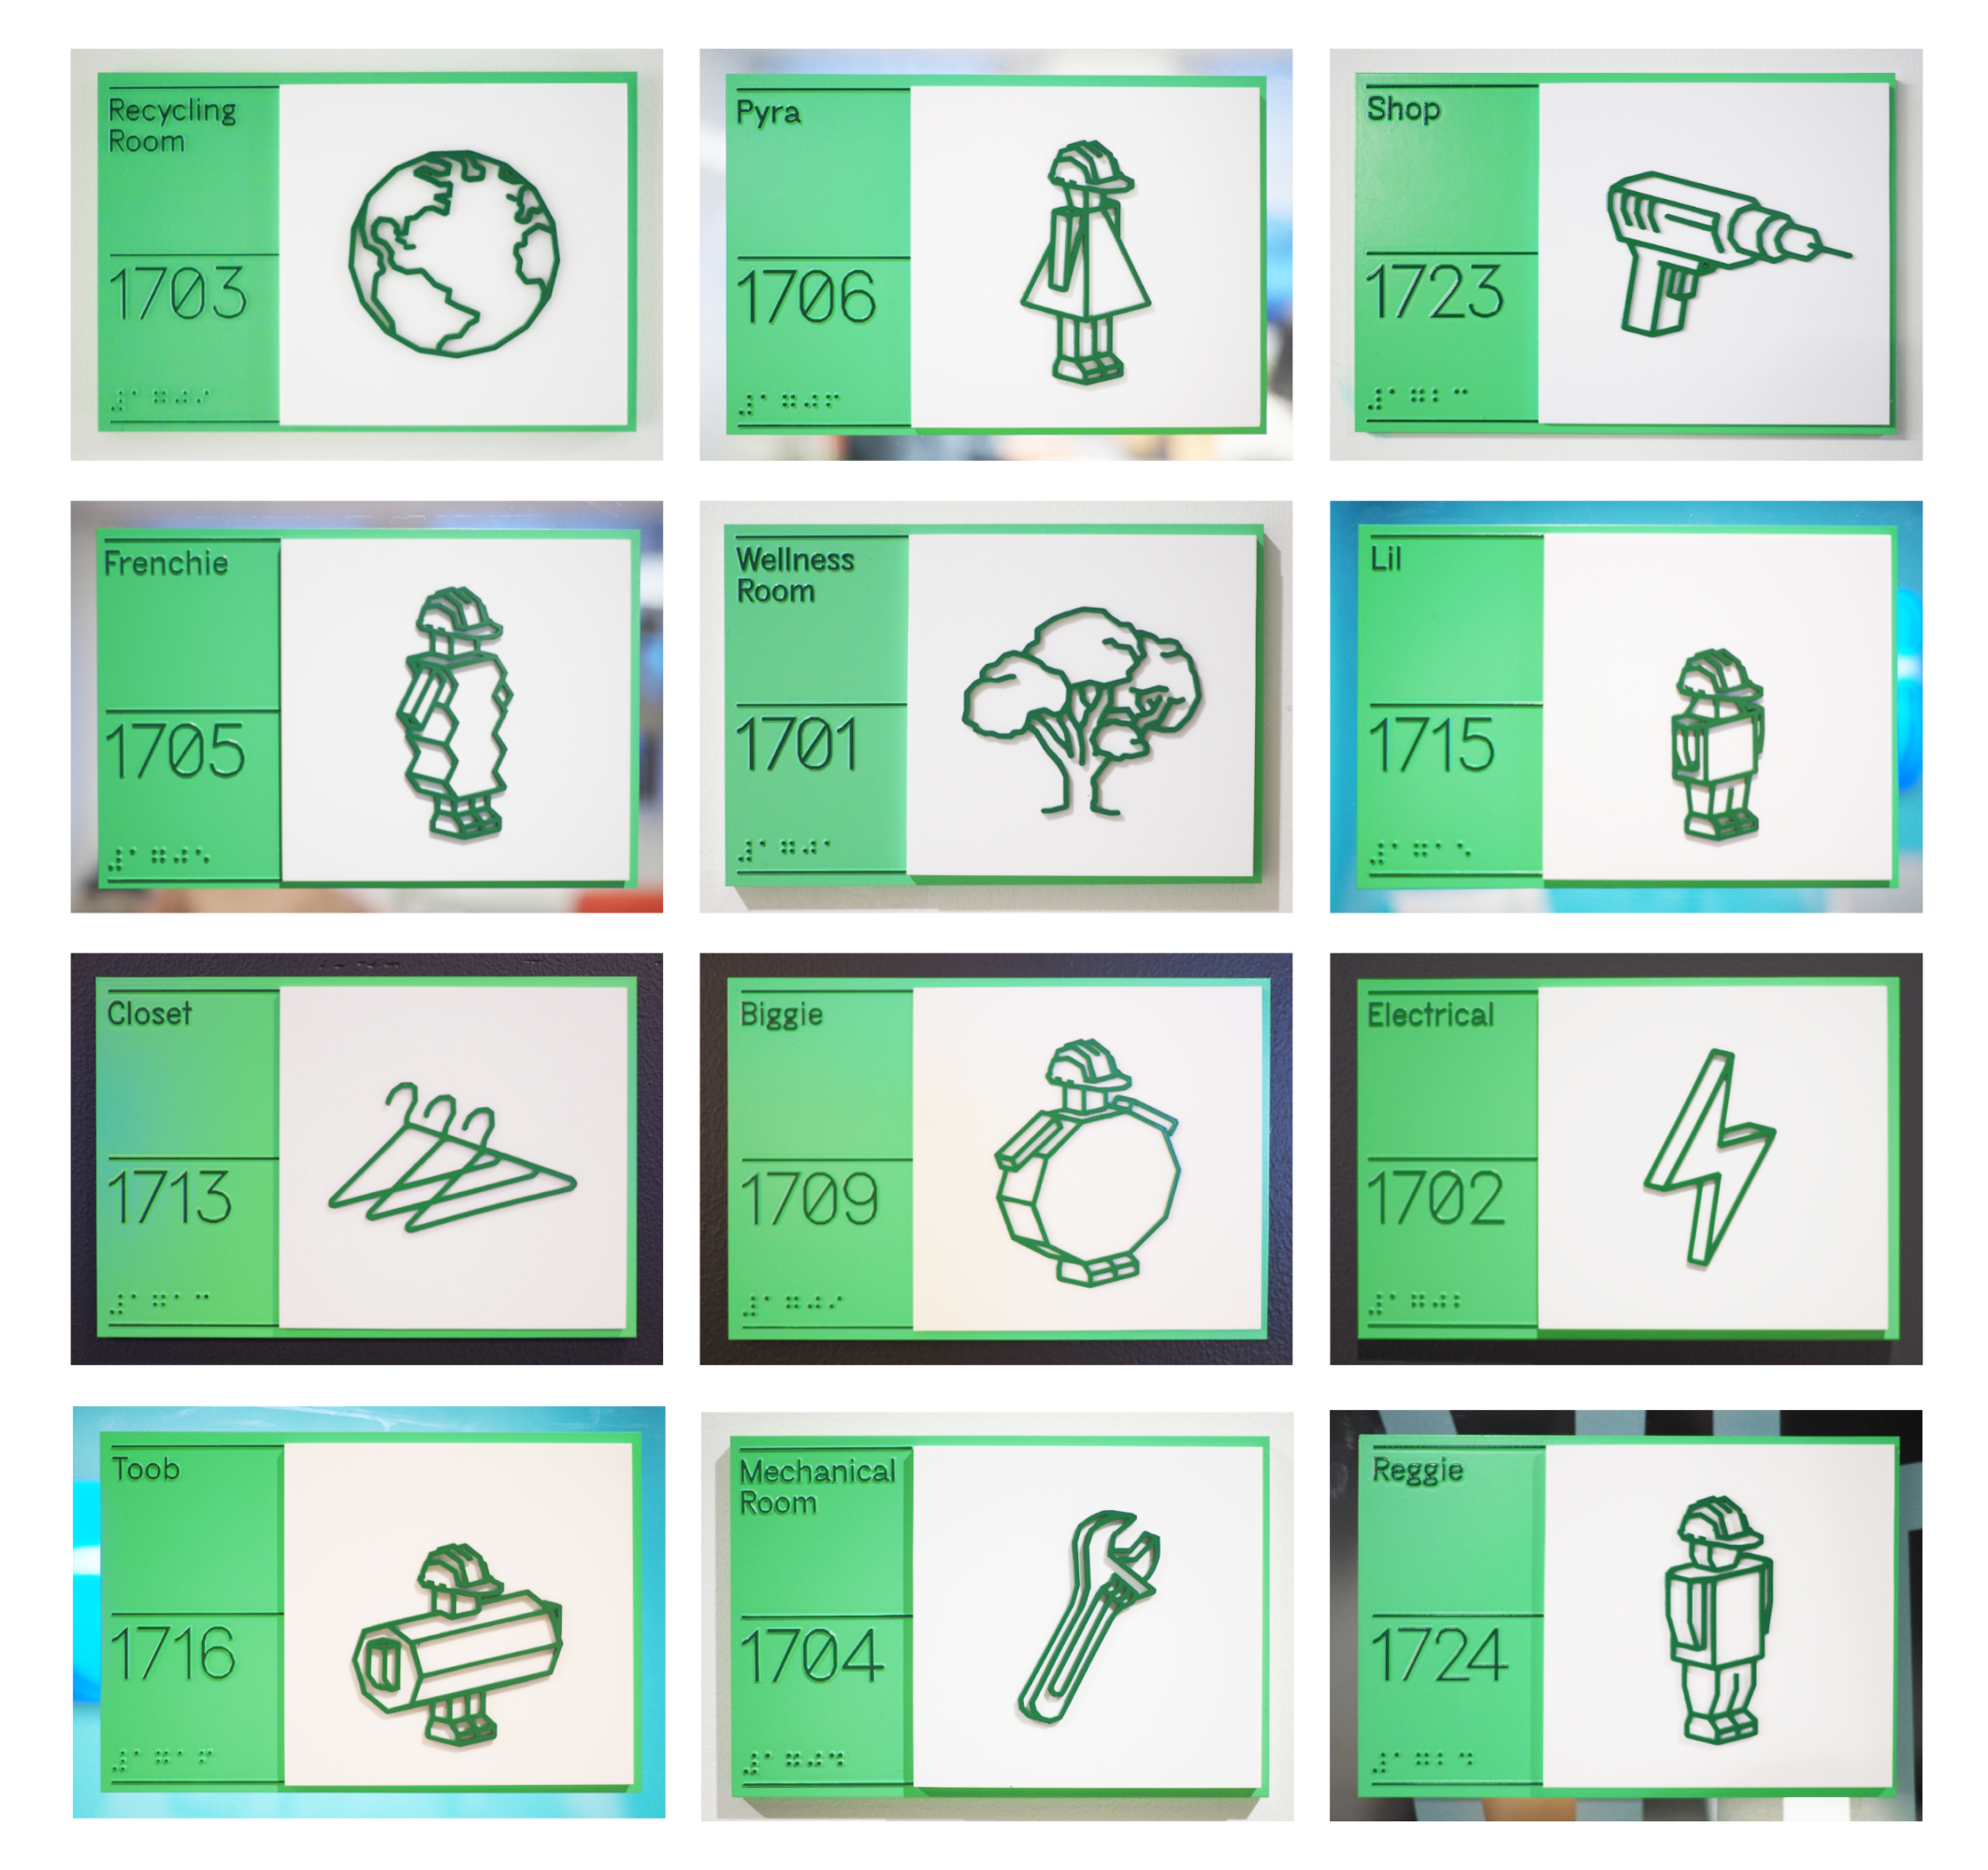 Recycling
Room
1703
Pyra
1706
Shop
1723
Frenchie
1705
Wellness
Room
1701
Lil
1715
Closet
1713
Biggie
1709
Electrical
1702
Toob
1716
Mechanical
Room
1704
Reggie
1724